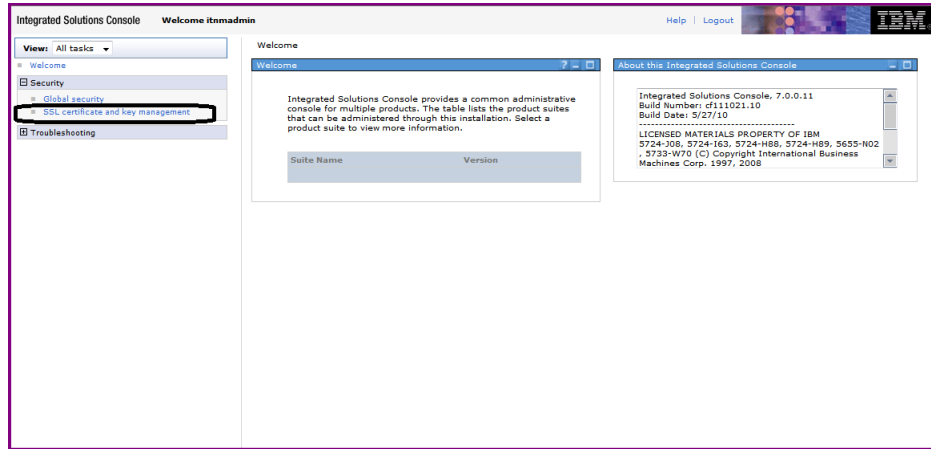 Integrated Solutions Console Welcome itnmadmin Help | Logout IBM.
View: All tasks
Welcome
Security
Global security
SSL certificate and key management
Troubleshooting
Welcome
Welcome ?
Integrated Solutions Console provides a common administrative
console for multiple products. The table lists the product suites
that can be administered through this installation. Select a
product suite to view more information.
Suite Name Version
About this Integrated Solutions Console
Integrated Solutions Console, 7.0.0.11
Build Number: cf111021.10
Build Date: 5/27/10
----------------------------------------
LICENSED MATERIALS PROPERTY OF IBM
5724-J08, 5724-I63, 5724-H88, 5724-H89, 5655-N02
, 5733-W70 (C) Copyright International Business
Machines Corp. 1997, 2008